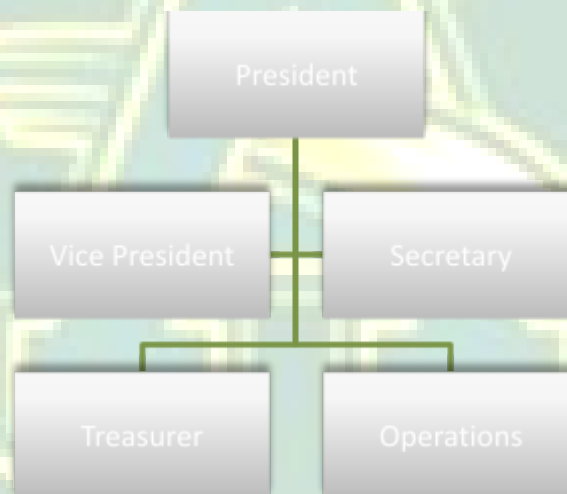 President
Vice President
Secretary
Treasurer
Operations